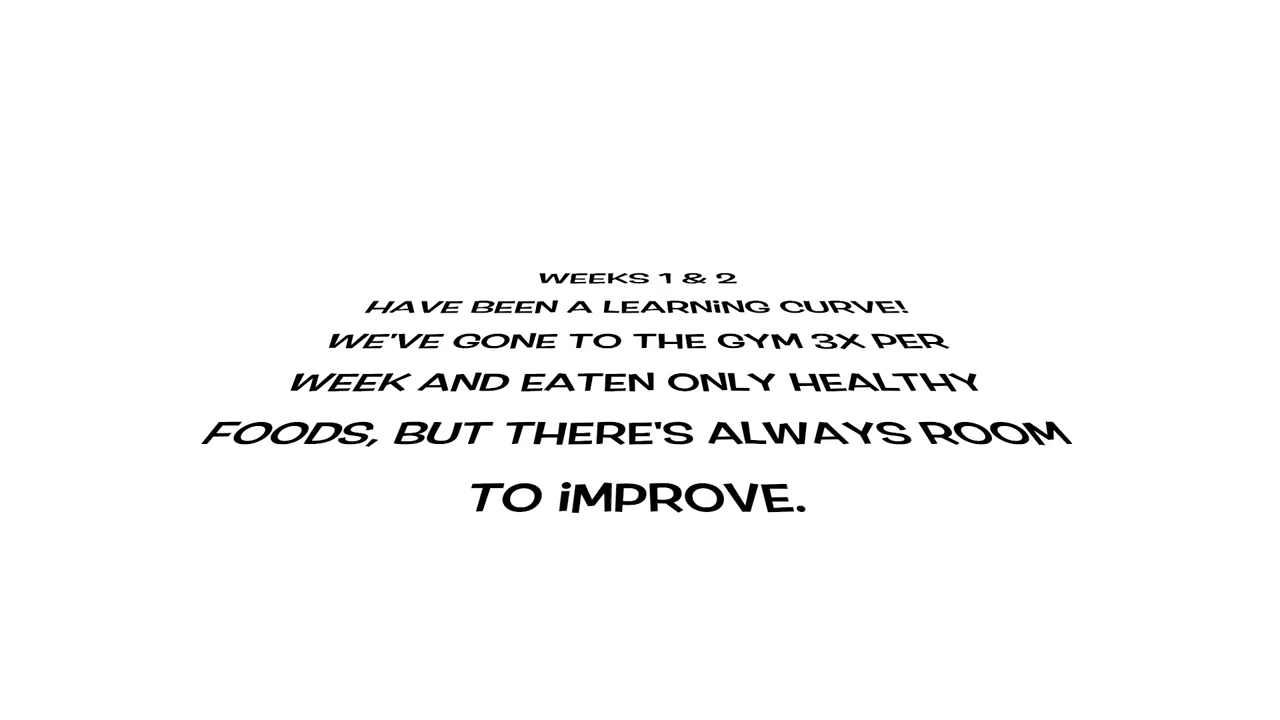 WEEKS 1 & 2
HAVE BEEN A LEARNiNG CURVE!
WE'VE GONE TO THE GYM 3X PER
WEEK AND EATEN ONLY HEALTHY
FOODS, BUT THERE'S ALWAYS ROOM
TO iMPROVE.